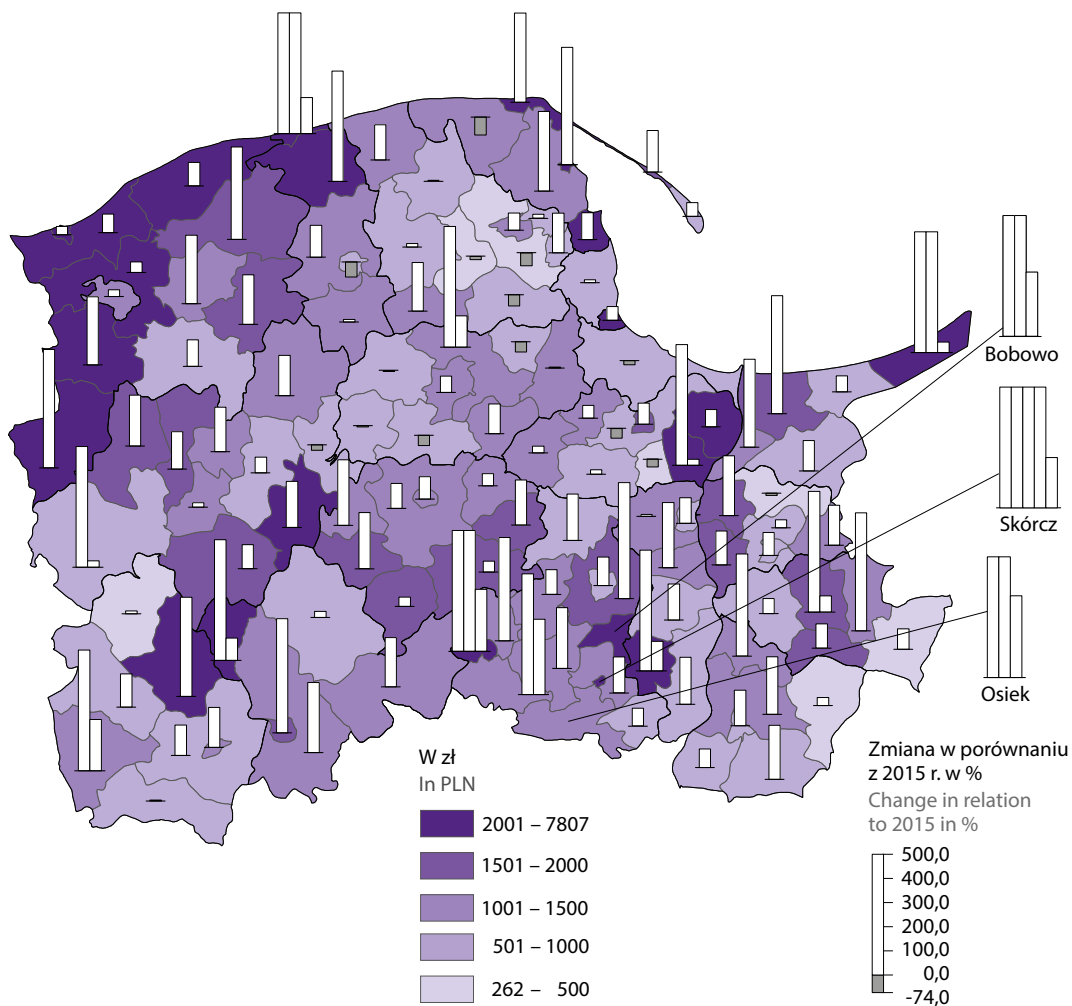 Bobowo
Skórcz
Osiek
W zł
In PLN
2001 – 7807
1501 – 2000
1001 – 1500
501 – 1000
262 – 500
Zmiana w porównaniu
z 2015 r. w %
Change in relation
to 2015 in %
500,0
400,0
300,0
200,0
100,0
0,0
-74,0